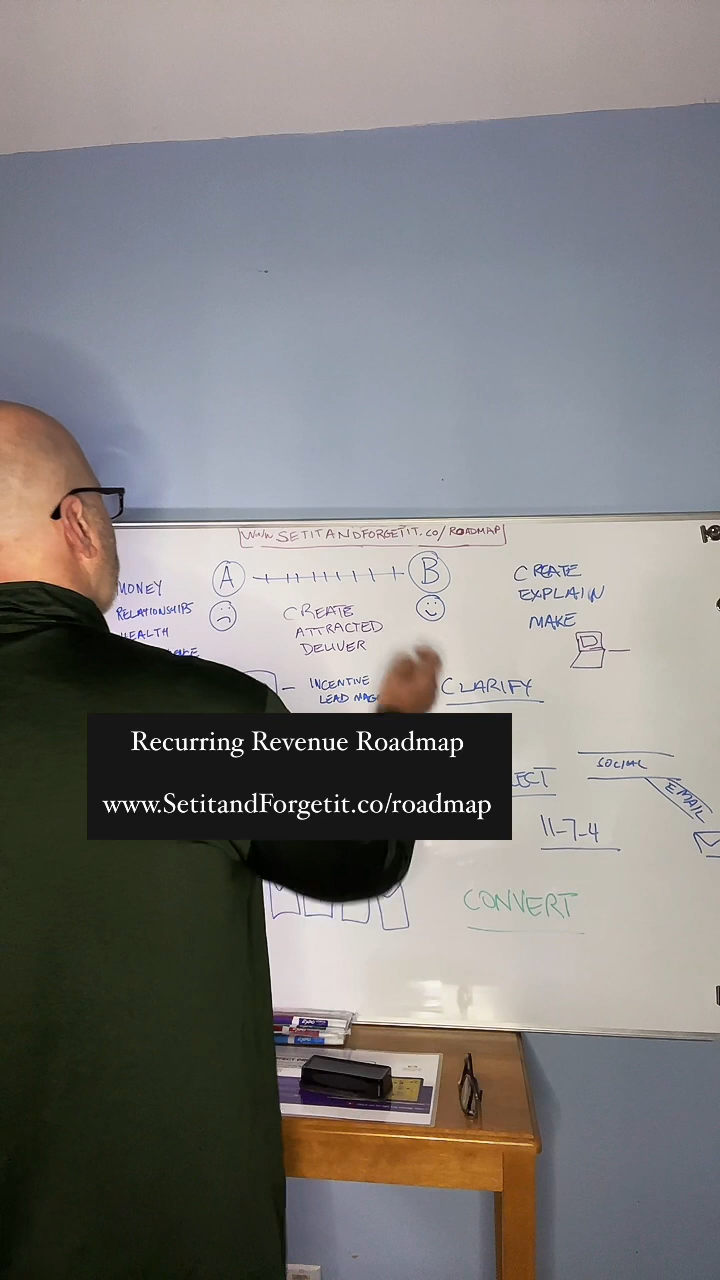 www.SETITANDFORGETIT.CO/ROADMAP
A
B
MONEY
RELATIONSHIPS
HEALTH
CREATE
ATTRACTED
DELIVER
CREATE
EXPLAIN
MAKE
INCENTIVE
LEAD
CLARIFY
Recurring Revenue Roadmap
www.SetitandForgetit.co/roadmap
SOCIAL
EMAIL
11-7-4
CONVERT
EXPO